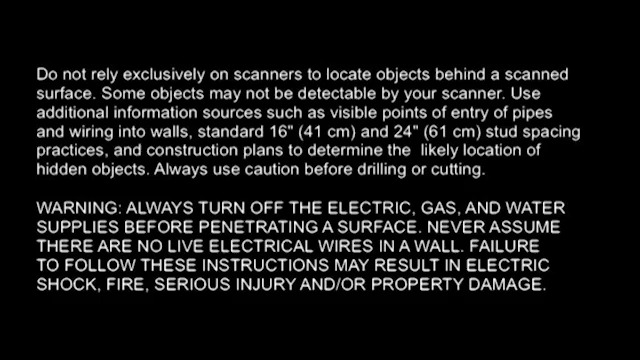 Do not rely exclusively on scanners to locate objects behind a scanned
surface. Some objects may not be detectable by your scanner. Use
additional information sources such as visible points of entry of pipes
and wiring into walls, standard 16" (41 cm) and 24" (61 cm) stud spacing
practices, and construction plans to determine the likely location of
hidden objects. Always use caution before drilling or cutting.
WARNING: ALWAYS TURN OFF THE ELECTRIC, GAS, AND WATER
SUPPLIES BEFORE PENETRATING A SURFACE. NEVER ASSUME
THERE ARE NO LIVE ELECTRICAL WIRES IN A WALL. FAILURE
TO FOLLOW THESE INSTRUCTIONS MAY RESULT IN ELECTRIC
SHOCK, FIRE, SERIOUS INJURY AND/OR PROPERTY DAMAGE.